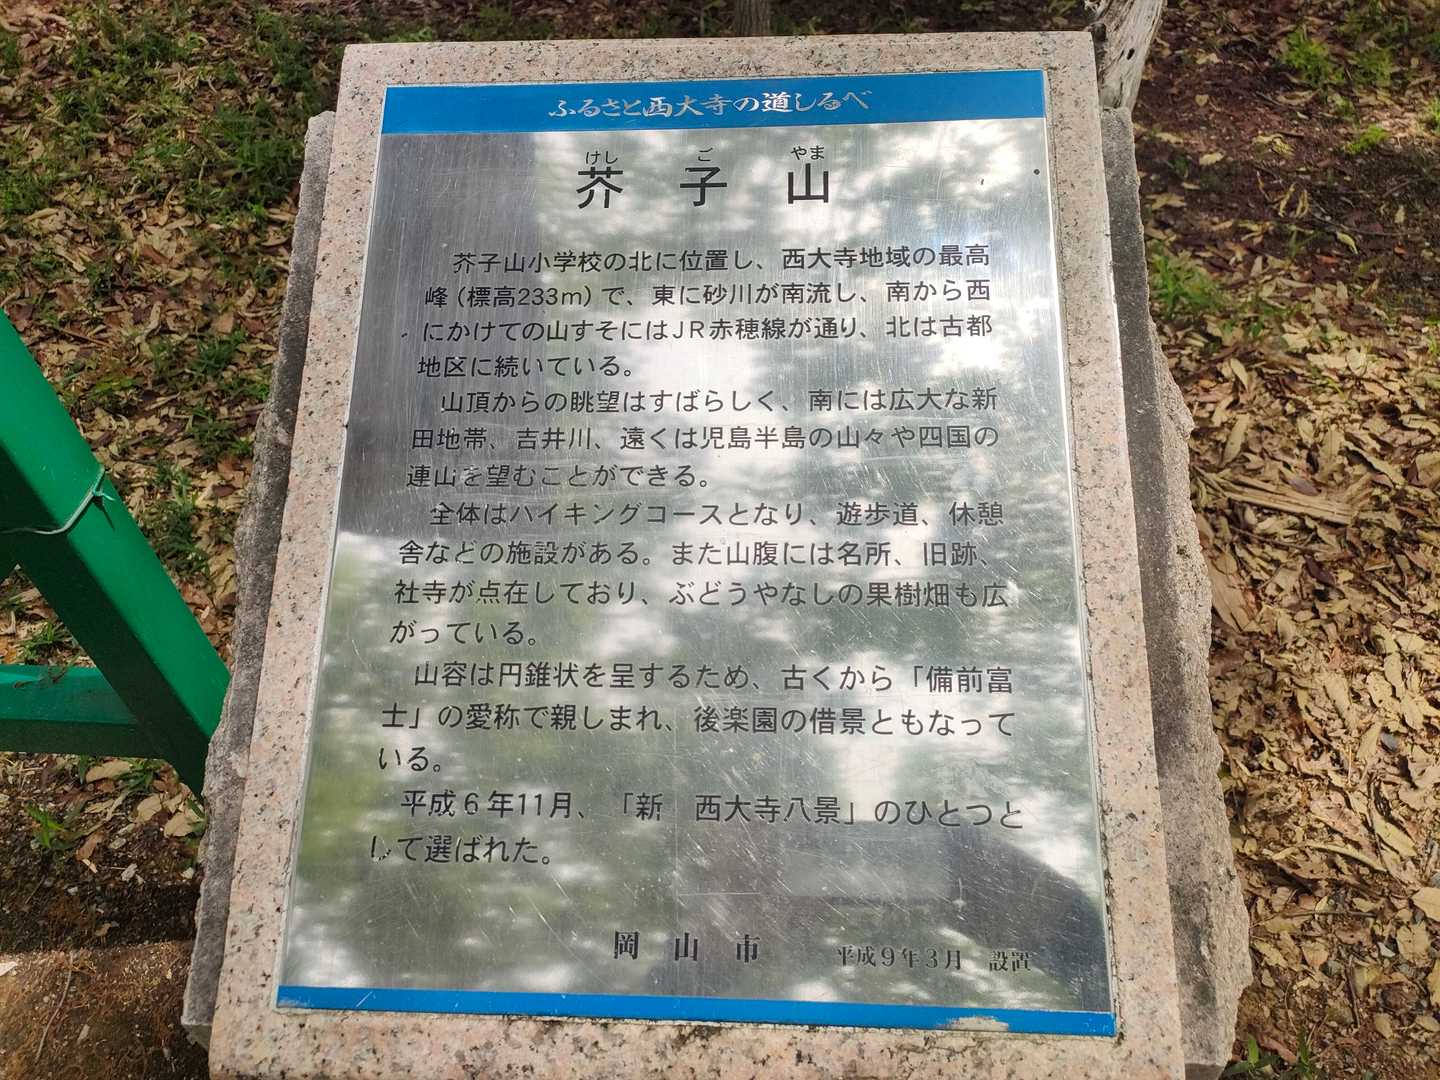 ふるさと西大寺の道しるべ
けし ご やま
芥子山
芥子山小学校の北に位置し、西大寺地域の最高
峰（標高233m）で、東に砂川が南流し、南から西
にかけての山すそにはJR赤穂線が通り、北は古都
地区に続いている。
山頂からの眺望はすばらしく、南には広大な新
田地帯、吉井川、遠くは児島半島の山々や四国の
連山を望むことができる。
全体はハイキングコースとなり、遊歩道、休憩
舎などの施設がある。また山腹には名所、旧跡、
社寺が点在しており、ぶどうやなしの果樹畑も広
がっている。
山容は円錐状を呈するため、古くから「備前富
士」の愛称で親しまれ、後楽園の借景ともなって
いる。
平成6年11月、「新　西大寺八景」のひとつと
して選ばれた。
岡山市　平成9年3月　設置